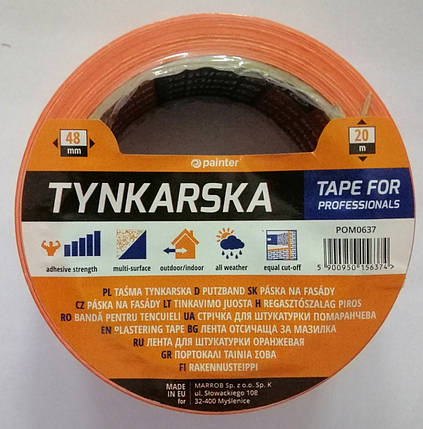 48 mm
20 m
painter
TYNKARSKA
TAPE FOR
PROFESSIONALS
POM0637
5 900950 156374
adhesive strength multi-surface outdoor/indoor all weather equal cut-off
PL TAŚMA TYNKARSKA D PUTZBAND SK PÁSKA NA FASÁDY
CZ PÁSKA NA FASÁDY LT TINKAVIMO JUOSTA H REGASZTÓSZALAG PIROS
RO BANDĂ PENTRU TENCUIELI UA СТРІЧКА ДЛЯ ШТУКАТУРКИ ПОМАРАНЧЕВА
EN PLASTERING TAPE BG ЛЕНТА ОТСИЧАЩА ЗА МАЗИЛКА
RU ЛЕНТА ДЛЯ ШТУКАТУРКИ ОРАНЖЕВАЯ
GR ΠΟΡΤΟΚΑΛΙ ΤΑΙΝΙΑ ΣΟΒΑ
FI RAKENNUSTEIPPI
MADE IN EU for
MARROB Sp. z o.o. Sp. K
ul. Słowackiego 108
32-400 Myślenice